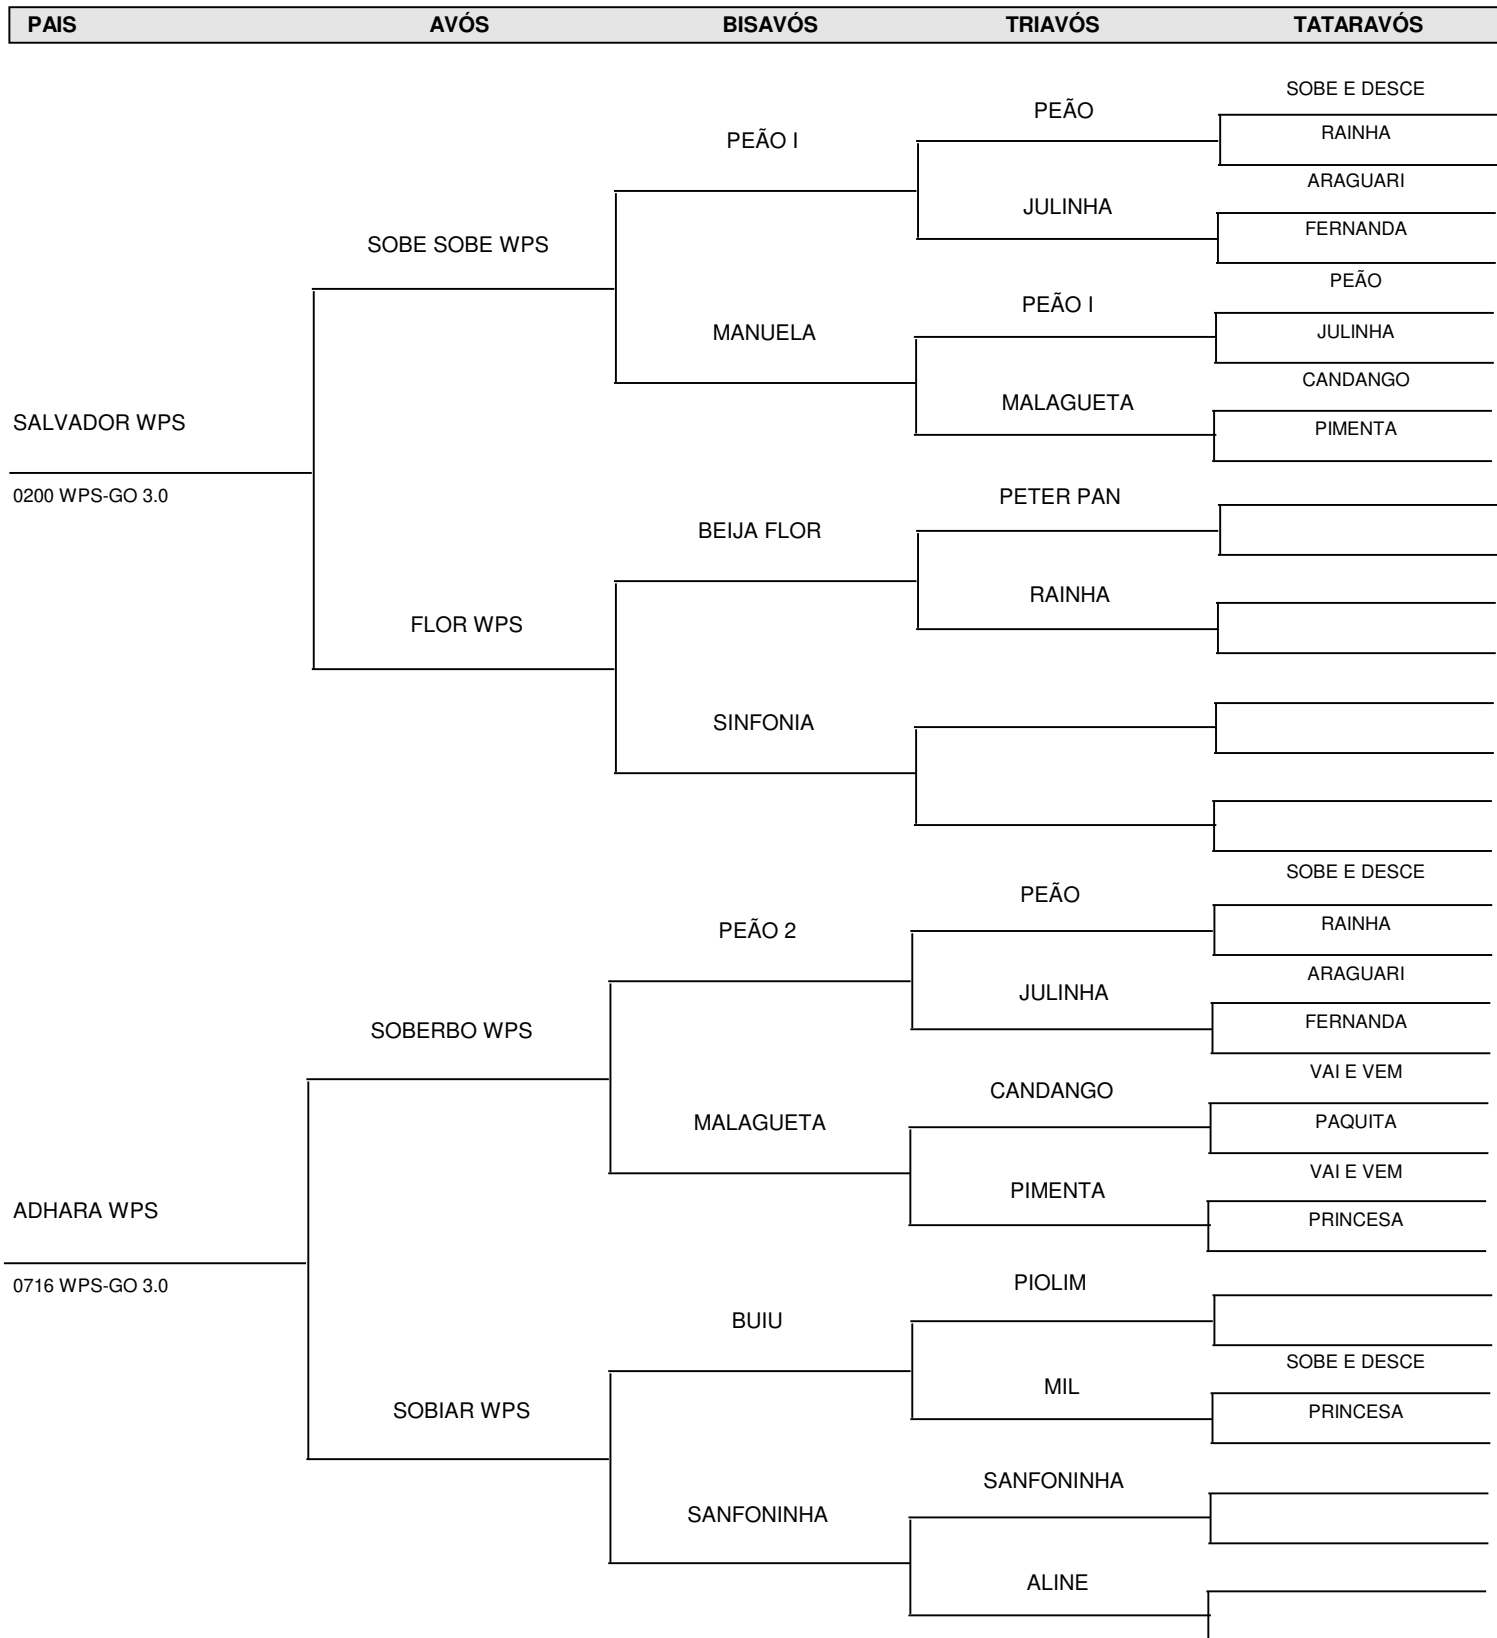 PAIS AVÓS BISAVÓS TRIAVÓS TATARAVÓS
SOBE E DESCE
PEÃO
RAINHA
PEÃO I
ARAGUARI
JULINHA
FERNANDA
SOBE SOBE WPS
PEÃO
PEÃO I
JULINHA
MANUELA
CANDANGO
MALAGUETA
SALVADOR WPS
PIMENTA
0200 WPS-GO 3.0
PETER PAN
BEIJA FLOR
RAINHA
FLOR WPS
SINFONIA
SOBE E DESCE
PEÃO
RAINHA
PEÃO 2
ARAGUARI
JULINHA
FERNANDA
SOBERBO WPS
VAI E VEM
CANDANGO
PAQUITA
MALAGUETA
VAI E VEM
PIMENTA
ADHARA WPS
PRINCESA
0716 WPS-GO 3.0
PIOLIM
BUIU
SOBE E DESCE
MIL
SOBIAR WPS
PRINCESA
SANFONINHA
SANFONINHA
ALINE